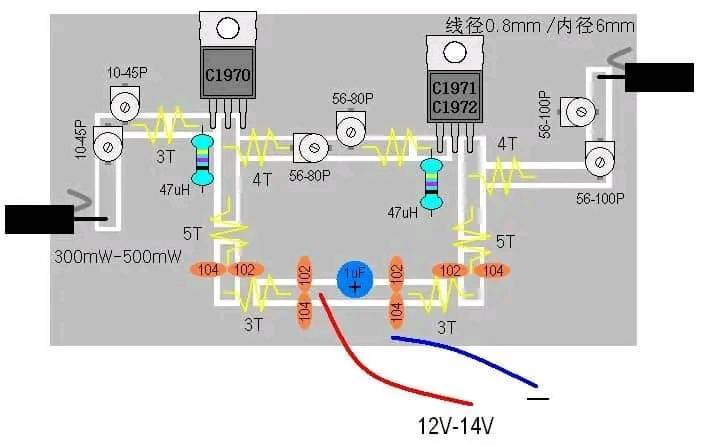 线径0.8mm /内径6mm
C1970
10-45P
10-45P
3T
47uH
4T
56-80P
56-80P
C1971
C1972
47uH
56-100P
4T
56-100P
300mW-500mW
5T
5T
104
102
102
1uF
+
102
102
104
3T
104
104
3T
12V-14V
—